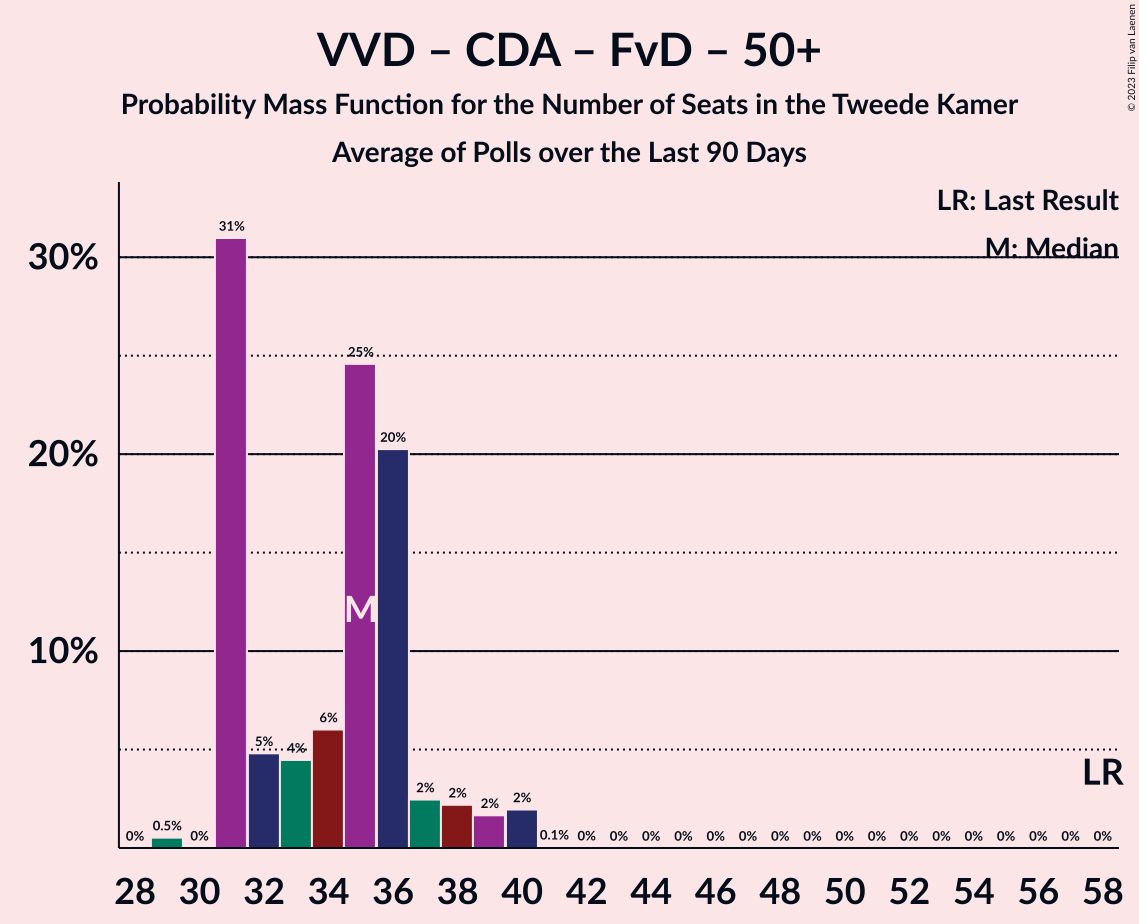 VVD – CDA – FvD – 50+
Probability Mass Function for the Number of Seats in the Tweede Kamer
Average of Polls over the Last 90 Days
© 2023 Filip van Laenen
LR: Last Result
M: Median
30%
20%
10%
0% 0.5% 0% 31% 5% 4% 6% 25% 20% 2% 2% 2% 2% 0.1% 0% 0% 0% 0% 0% 0% 0% 0% 0% 0% 0% 0% 0% 0% 0% 0% 0%
M
LR
28 30 32 34 36 38 40 42 44 46 48 50 52 54 56 58